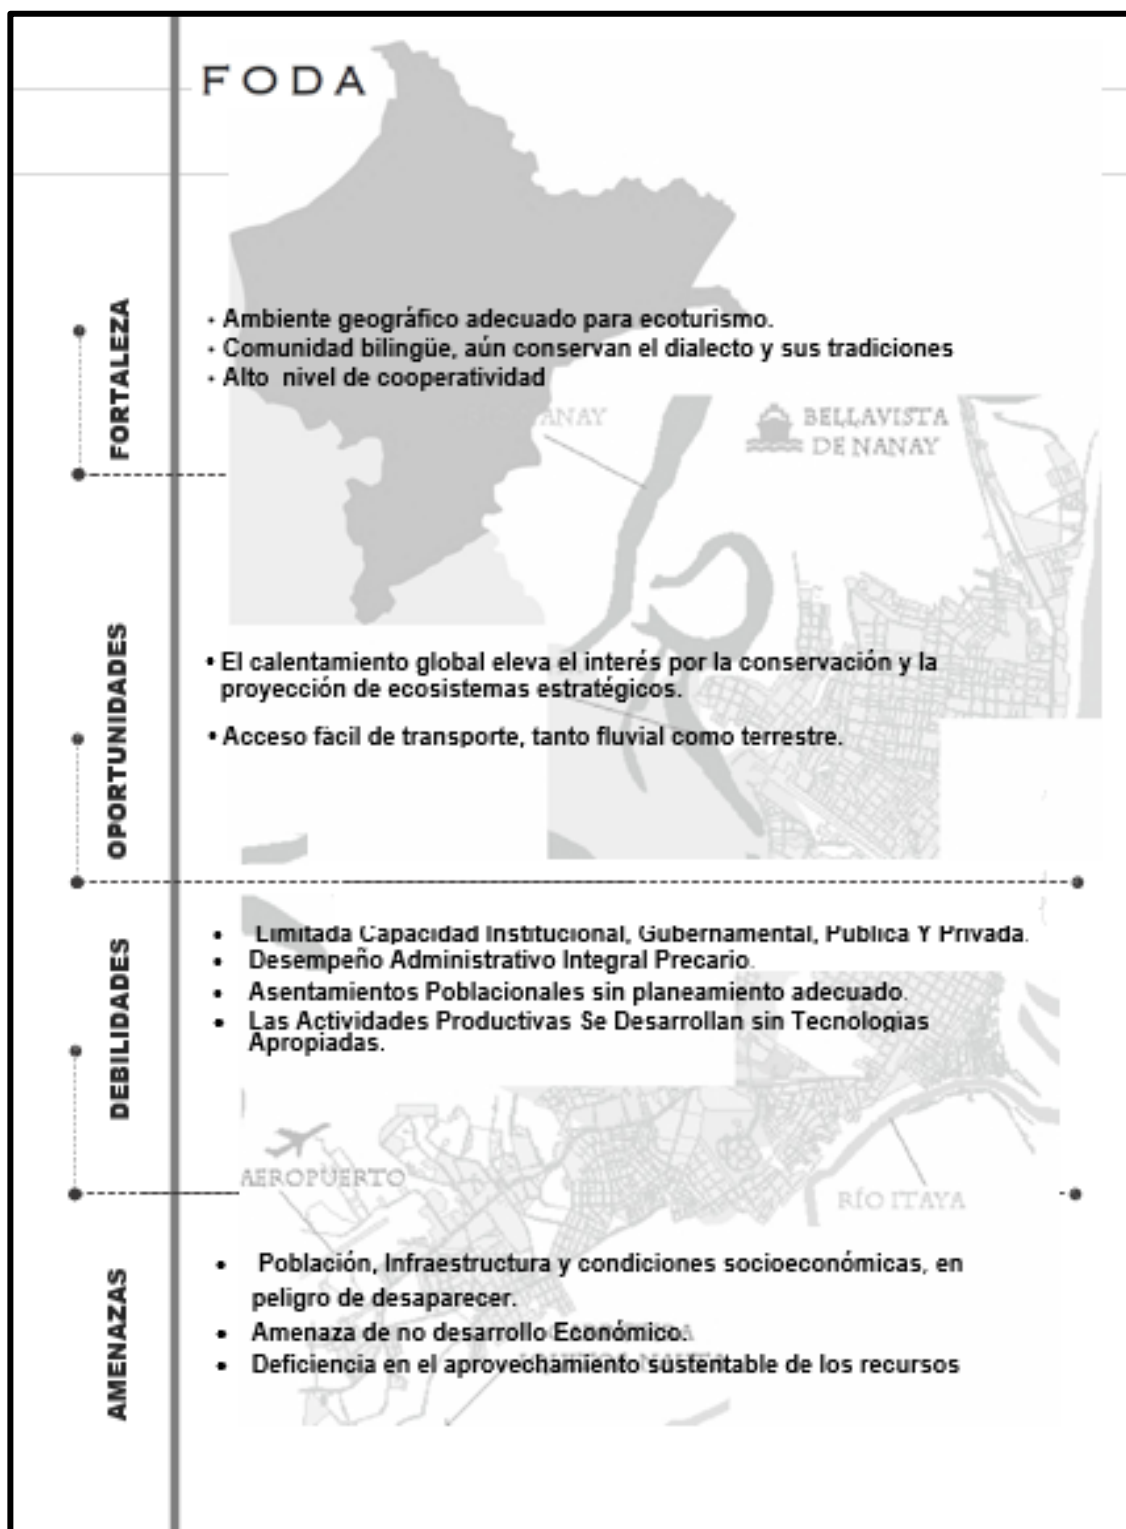 FODA
FORTALEZA
• Ambiente geográfico adecuado para ecoturismo.
• Comunidad bilingüe, aún conservan el dialecto y sus tradiciones
• Alto nivel de cooperatividad
NANAY
BELLAVISTA
DE NANAY
OPORTUNIDADES
• El calentamiento global eleva el interés por la conservación y la
proyección de ecosistemas estratégicos.
• Acceso fácil de transporte, tanto fluvial como terrestre.
DEBILIDADES
• Limitada Capacidad Institucional, Gubernamental, Publica Y Privada.
• Desempeño Administrativo Integral Precario.
• Asentamientos Poblacionales sin planeamiento adecuado.
• Las Actividades Productivas Se Desarrollan sin Tecnologías
Apropiadas.
AEROPUERTO
RÍO ITAYA
AMENAZAS
• Población, Infraestructura y condiciones socioeconómicas, en
peligro de desaparecer.
• Amenaza de no desarrollo Económico.
• Deficiencia en el aprovechamiento sustentable de los recursos